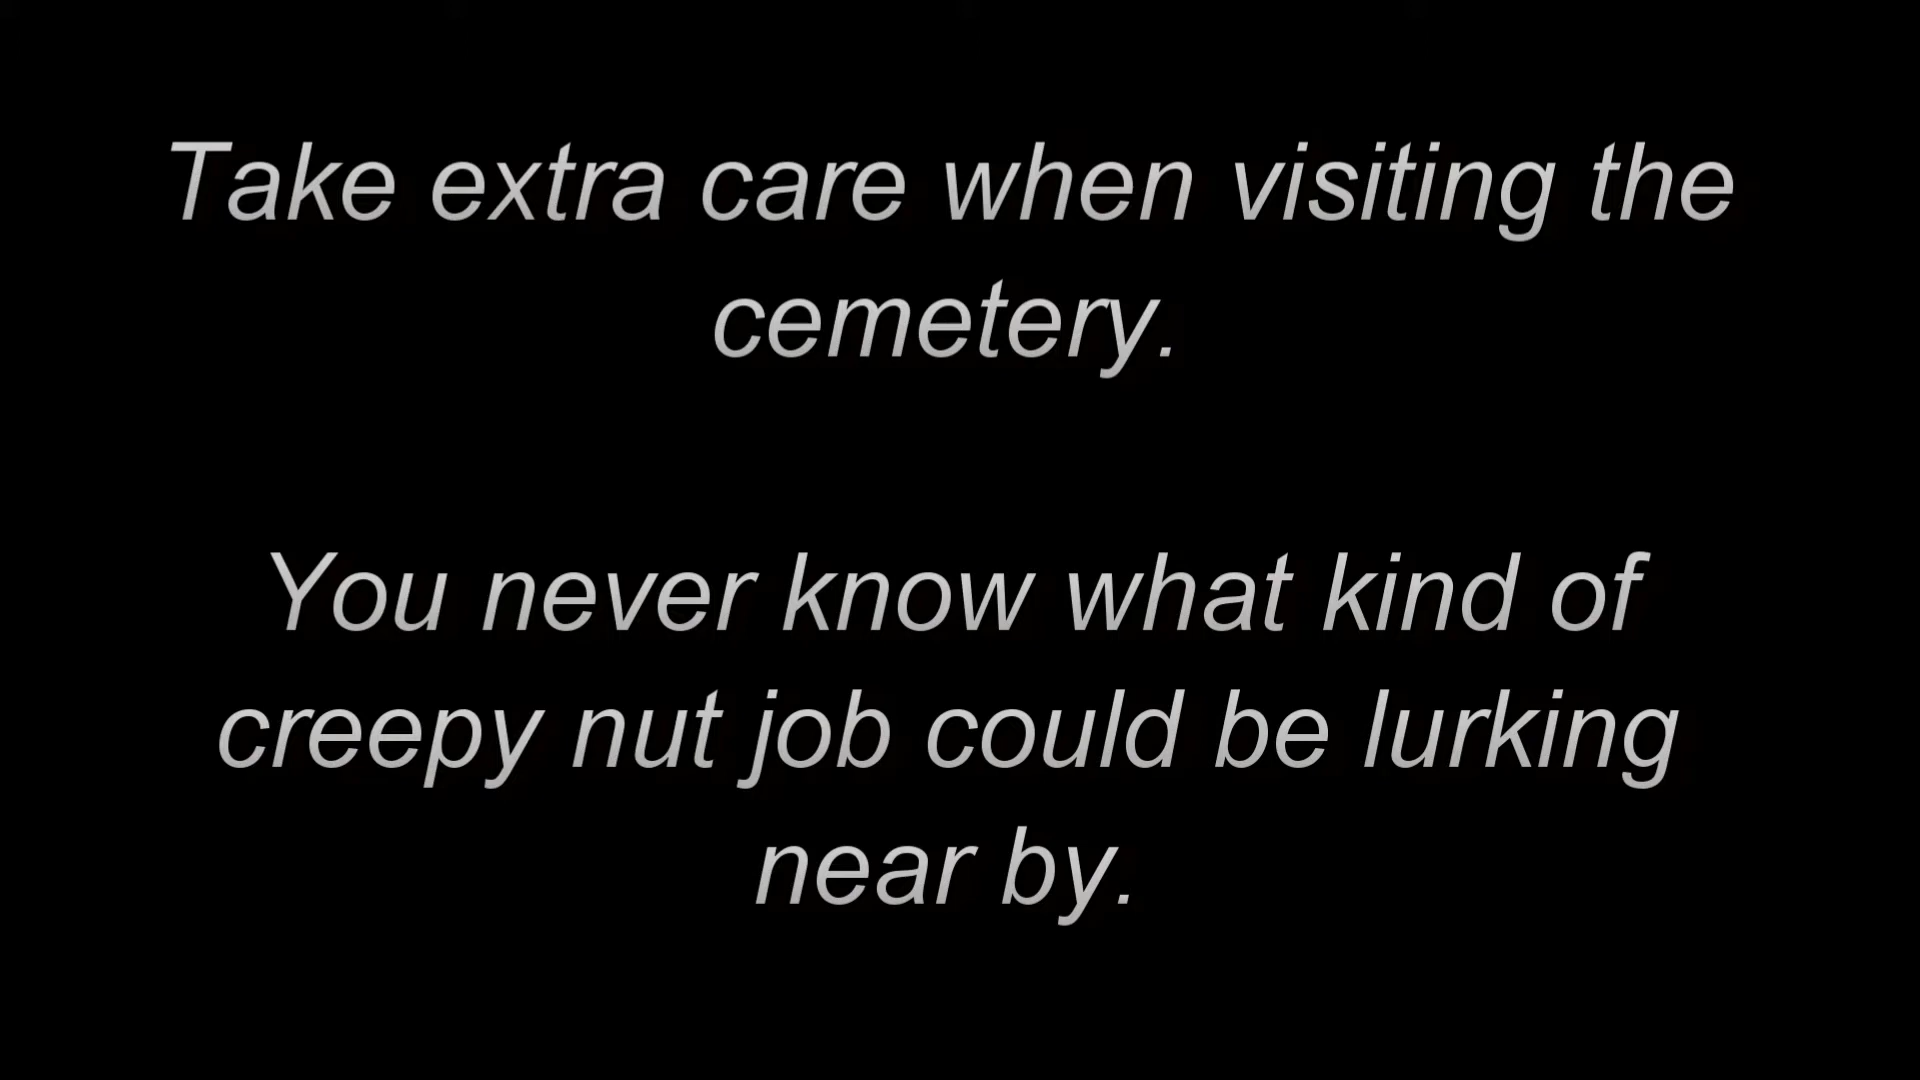 Take extra care when visiting the
cemetery.
You never know what kind of
creepy nut job could be lurking
near by.